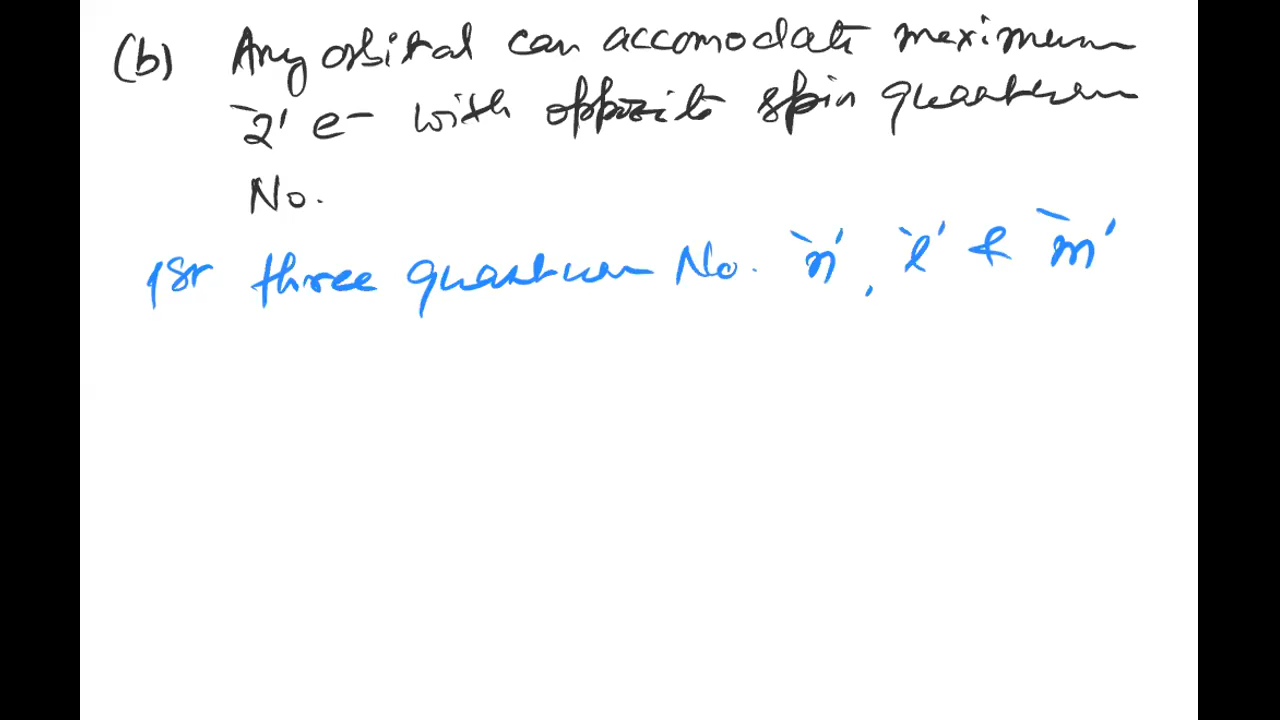 (b) Any orbital can accomodate maximum
'2' e- with opposite spin quantum
No.
1st three quantum No. 'n', 'l' & 'm'